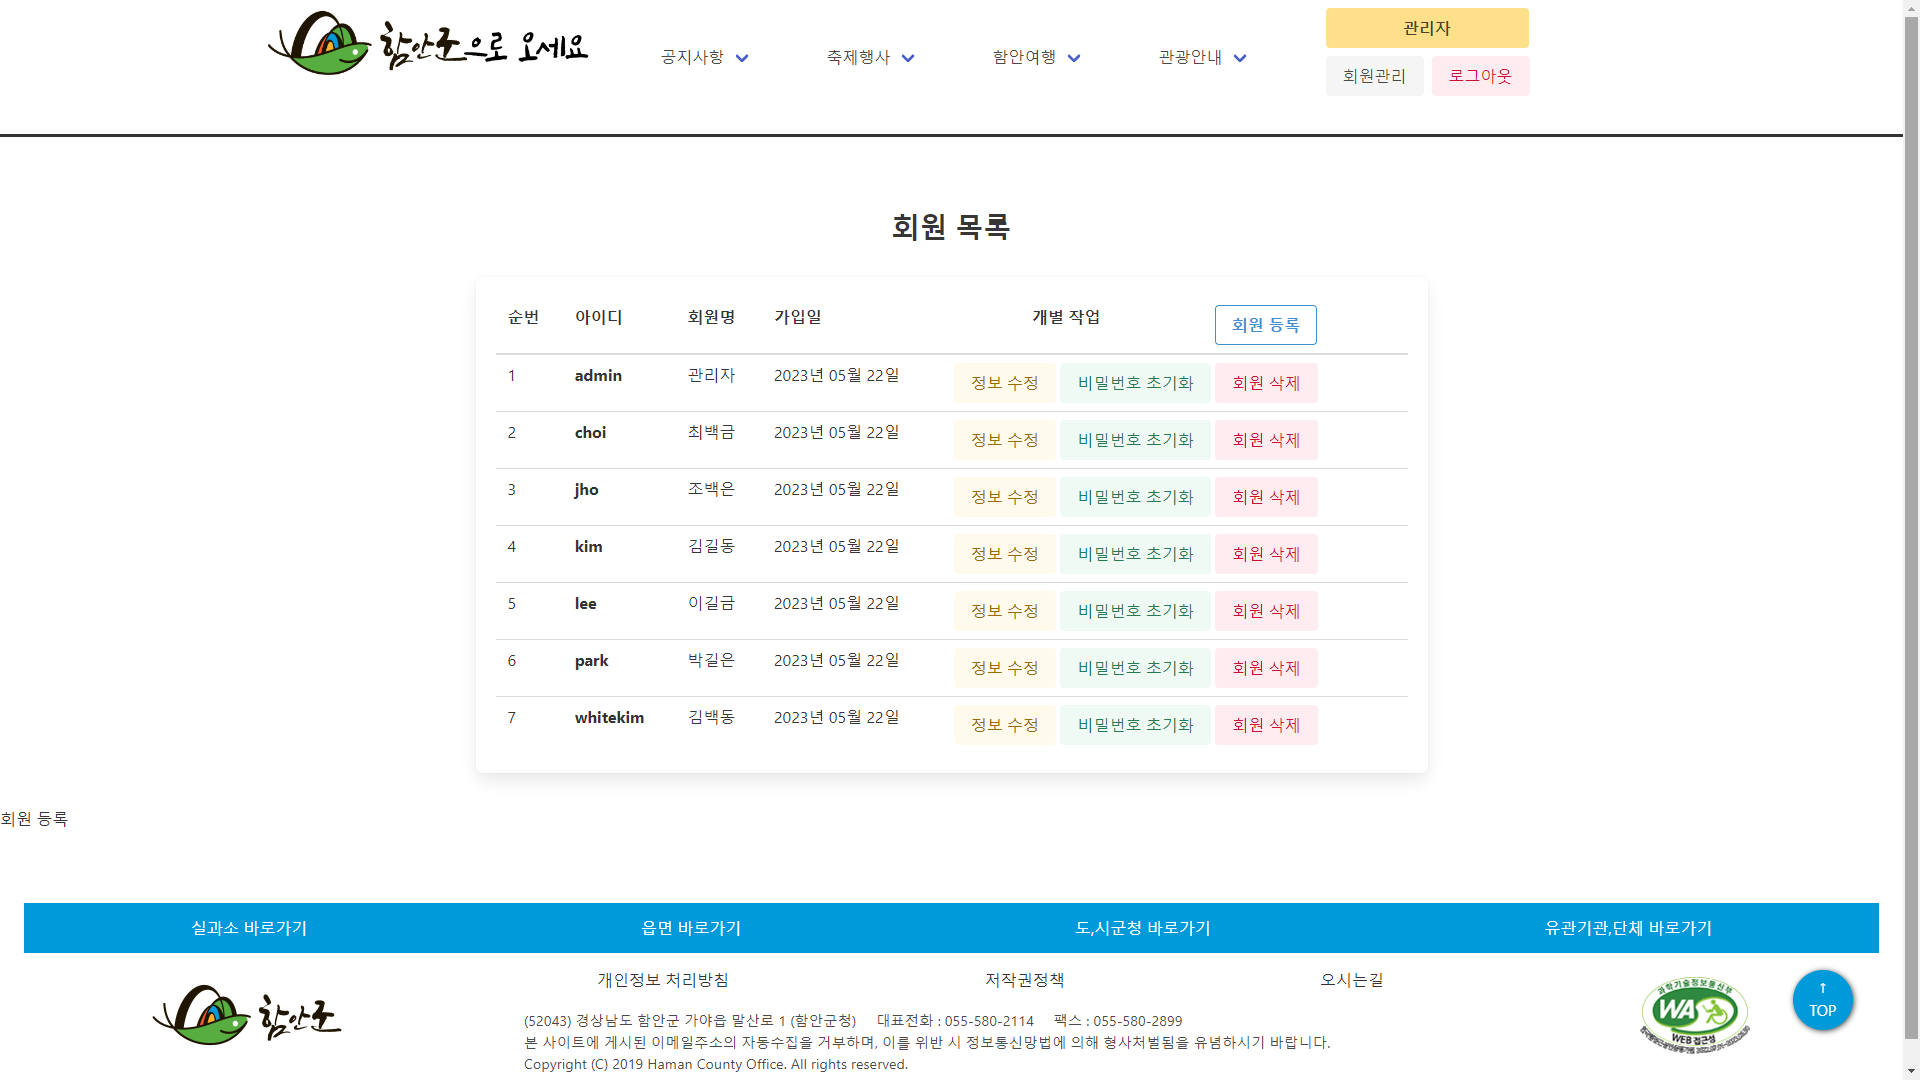 함안군으로 오세요
공지사항
축제행사
함안여행
관광안내
관리자
회원관리
로그아웃
회원 목록
순번 아이디 회원명 가입일 개별 작업 회원 등록
1 admin 관리자 2023년 05월 22일 정보 수정 비밀번호 초기화 회원 삭제
2 choi 최백금 2023년 05월 22일 정보 수정 비밀번호 초기화 회원 삭제
3 jho 조백은 2023년 05월 22일 정보 수정 비밀번호 초기화 회원 삭제
4 kim 김길동 2023년 05월 22일 정보 수정 비밀번호 초기화 회원 삭제
5 lee 이길금 2023년 05월 22일 정보 수정 비밀번호 초기화 회원 삭제
6 park 박길은 2023년 05월 22일 정보 수정 비밀번호 초기화 회원 삭제
7 whitekim 김백동 2023년 05월 22일 정보 수정 비밀번호 초기화 회원 삭제
회원 등록
실과소 바로가기 읍면 바로가기 도,시군청 바로가기 유관기관,단체 바로가기
함안군
개인정보 처리방침 저작권정책 오시는길
(52043) 경상남도 함안군 가야읍 말산로 1 (함안군청) 대표전화 : 055-580-2114 팩스 : 055-580-2899
본 사이트에 게시된 이메일주소의 자동수집을 거부하며, 이를 위반 시 정보통신망법에 의해 형사처벌됨을 유념하시기 바랍니다.
Copyright (C) 2019 Haman County Office. All rights reserved.
과학기술정보통신부
WA
WEB 접근성
↑
TOP